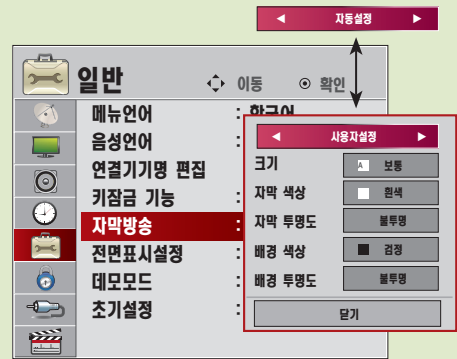 자동설정
일반
이동
확인
메뉴언어 : 한국어
음성언어 :
연결기기명 편집
키잠금 기능 :
자막방송 :
전면표시설정 :
데모모드 :
초기설정 :
사용자설정
크기 A 보통
자막 색상 흰색
자막 투명도 불투명
배경 색상 검정
배경 투명도 불투명
닫기